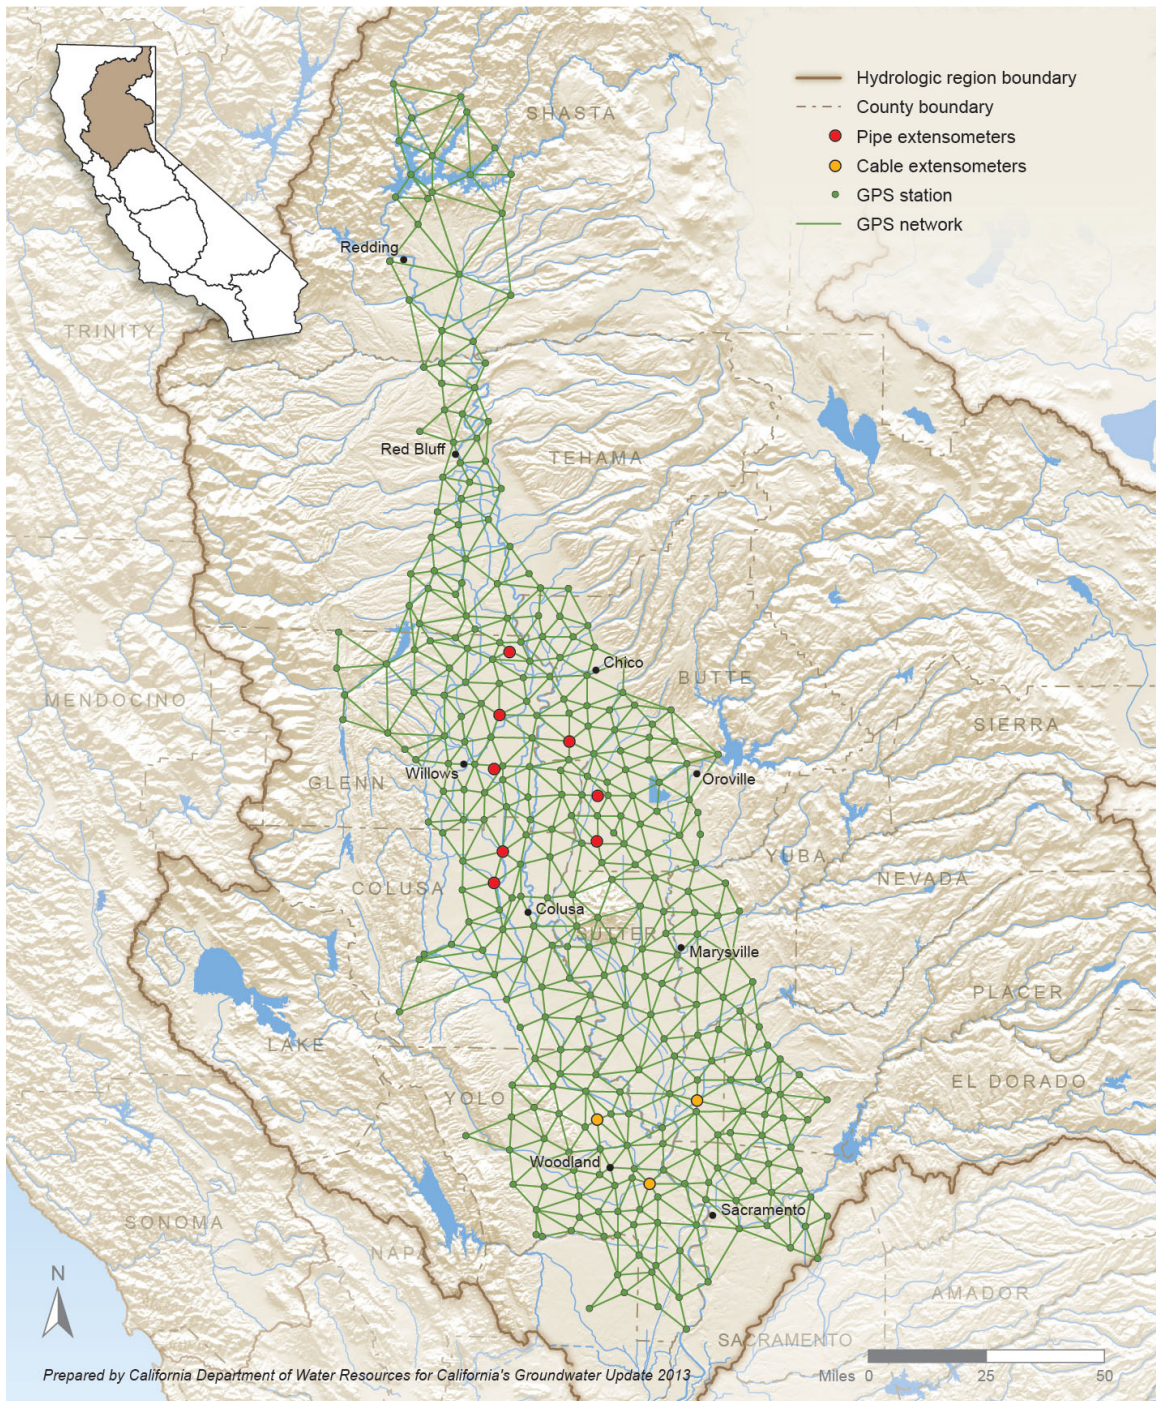 Hydrologic region boundary
County boundary
Pipe extensometers
Cable extensometers
GPS station
GPS network
SHASTA
Redding
TRINITY
Red Bluff
TEHAMA
Chico
BUTTE
MENDOCINO
SIERRA
Willows
Oroville
GLENN
YUBA
NEVADA
COLUSA
Colusa
SUTTER
Marysville
PLACER
LAKE
EL DORADO
YOLO
Woodland
Sacramento
SONOMA
NAPA
N
AMADOR
SACRAMENTO
Prepared by California Department of Water Resources for California's Groundwater Update 2013
Miles 0 25 50